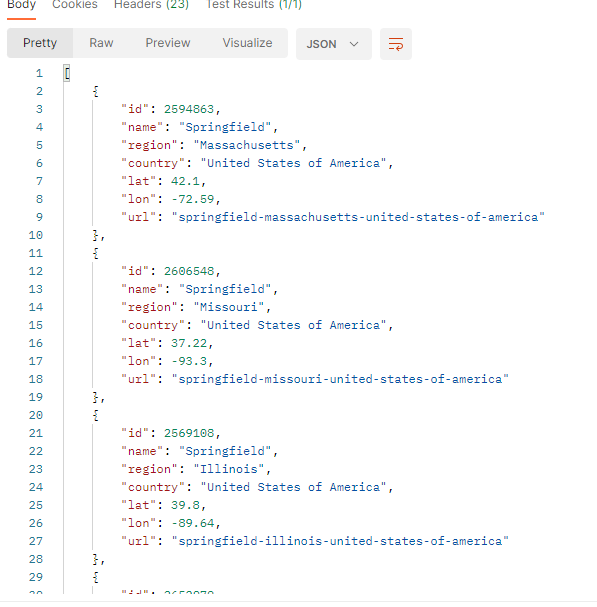 Body Cookies Headers (23) Test Results (1/1)
Pretty Raw Preview Visualize JSON
1 [
2 {
3 "id": 2594863,
4 "name": "Springfield",
5 "region": "Massachusetts",
6 "country": "United States of America",
7 "lat": 42.1,
8 "lon": -72.59,
9 "url": "springfield-massachusetts-united-states-of-america"
10 },
11 {
12 "id": 2606548,
13 "name": "Springfield",
14 "region": "Missouri",
15 "country": "United States of America",
16 "lat": 37.22,
17 "lon": -93.3,
18 "url": "springfield-missouri-united-states-of-america"
19 },
20 {
21 "id": 2569108,
22 "name": "Springfield",
23 "region": "Illinois",
24 "country": "United States of America",
25 "lat": 39.8,
26 "lon": -89.64,
27 "url": "springfield-illinois-united-states-of-america"
28 },
29 {